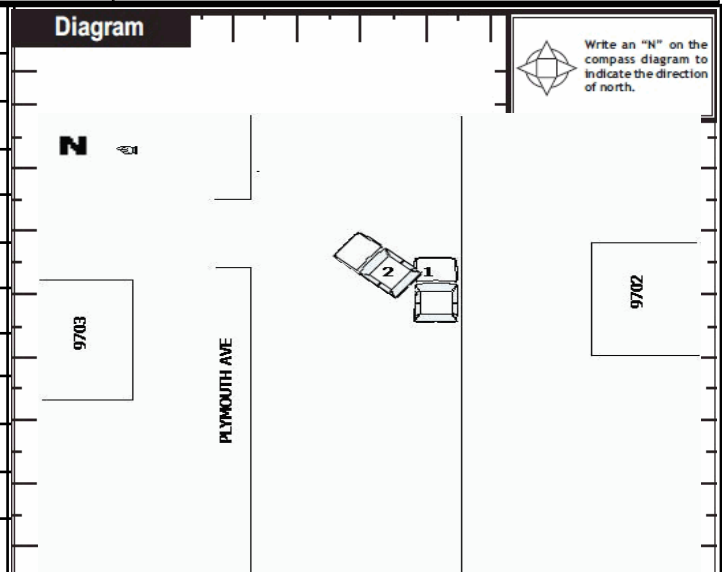 Diagram
Write an "N" on the
compass diagram to
indicate the direction
of north.
N
2
1
9702
9703
PLYMOUTH AVE